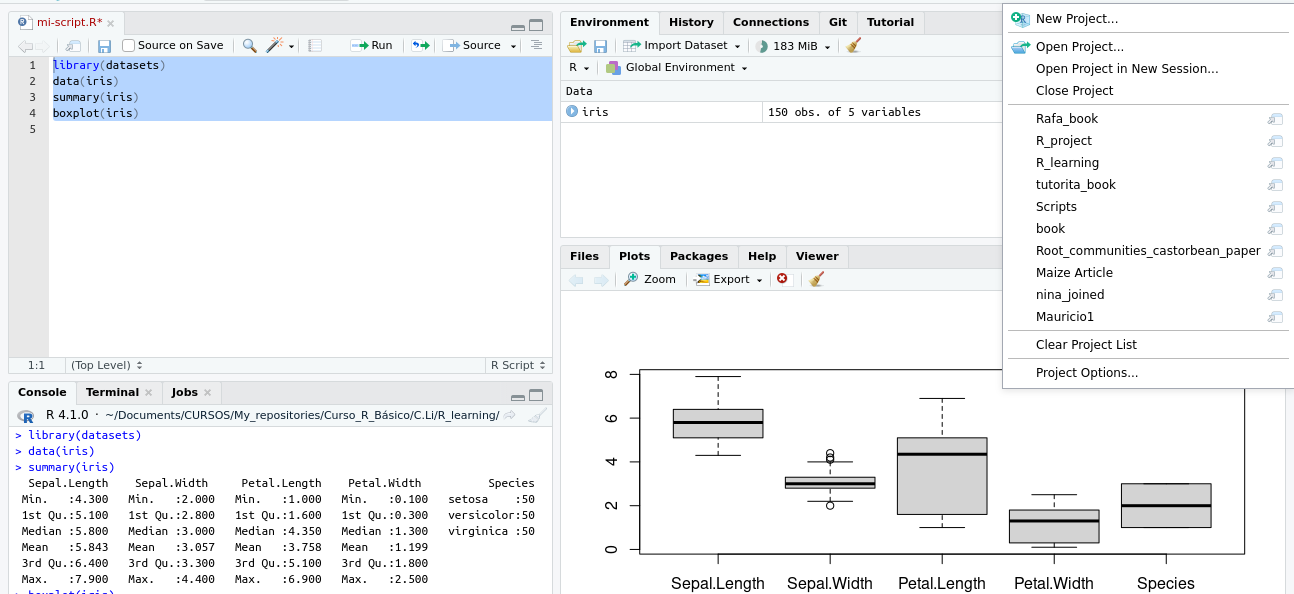 mi-script.R*
Source on Save
Run
Source
1 library(datasets)
2 data(iris)
3 summary(iris)
4 boxplot(iris)
5
1:1 (Top Level) R Script
Console Terminal Jobs
R 4.1.0 · ~/Documents/CURSOS/My_repositories/Curso_R_Básico/C.Li/R_learning/
> library(datasets)
> data(iris)
> summary(iris)
Sepal.Length Sepal.Width Petal.Length Petal.Width Species
Min. :4.300 Min. :2.000 Min. :1.000 Min. :0.100 setosa :50
1st Qu.:5.100 1st Qu.:2.800 1st Qu.:1.600 1st Qu.:0.300 versicolor:50
Median :5.800 Median :3.000 Median :4.350 Median :1.300 virginica :50
Mean :5.843 Mean :3.057 Mean :3.758 Mean :1.199
3rd Qu.:6.400 3rd Qu.:3.300 3rd Qu.:5.100 3rd Qu.:1.800
Max. :7.900 Max. :4.400 Max. :6.900 Max. :2.500
> boxplot(iris)
Environment History Connections Git Tutorial
Import Dataset 183 MiB
R Global Environment
Data
iris 150 obs. of 5 variables
Files Plots Packages Help Viewer
Zoom Export
8
6
4
2
0
Sepal.Length Sepal.Width Petal.Length Petal.Width Species
New Project...
Open Project...
Open Project in New Session...
Close Project
Rafa_book
R_project
R_learning
tutorita_book
Scripts
book
Root_communities_castorbean_paper
Maize Article
nina_joined
Mauricio1
Clear Project List
Project Options...